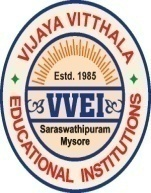 VIJAYA VITTHALA
Estd. 1985
VVEI
Saraswathipuram
Mysore
EDUCATIONAL INSTITUTIONS